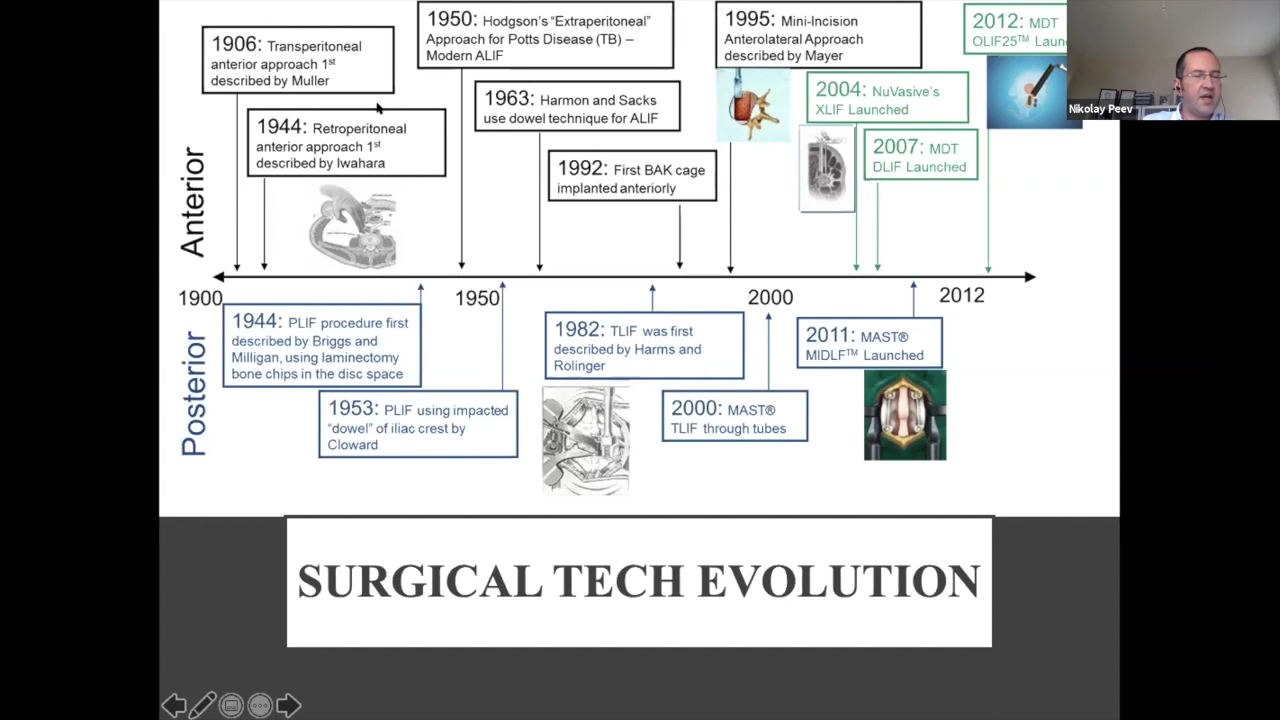 1906: Transperitoneal
anterior approach 1st
described by Muller
1944: Retroperitoneal
anterior approach 1st
described by Iwahara
1950: Hodgson's "Extraperitoneal"
Approach for Potts Disease (TB) –
Modern ALIF
1963: Harmon and Sacks
use dowel technique for ALIF
1992: First BAK cage
implanted anteriorly
1995: Mini-Incision
Anterolateral Approach
described by Mayer
2004: NuVasive's
XLIF Launched
2007: MDT
DLIF Launched
2012: MDT
OLIF25™ Laun
Nikolay Peev
Anterior
1900
1950
2000
2012
Posterior
1944: PLIF procedure first
described by Briggs and
Milligan, using laminectomy
bone chips in the disc space
1953: PLIF using impacted
"dowel" of iliac crest by
Cloward
1982: TLIF was first
described by Harms and
Rolinger
2000: MAST®
TLIF through tubes
2011: MAST®
MIDLF™ Launched
SURGICAL TECH EVOLUTION